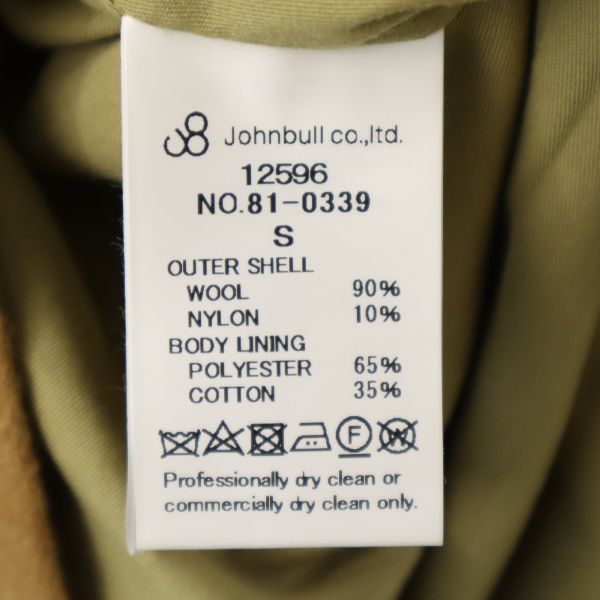 Johnbull co.,ltd.
12596
NO.81-0339
S
OUTER SHELL
WOOL 90%
NYLON 10%
BODY LINING
POLYESTER 65%
COTTON 35%
F W
Professionally dry clean or
commercially dry clean only.